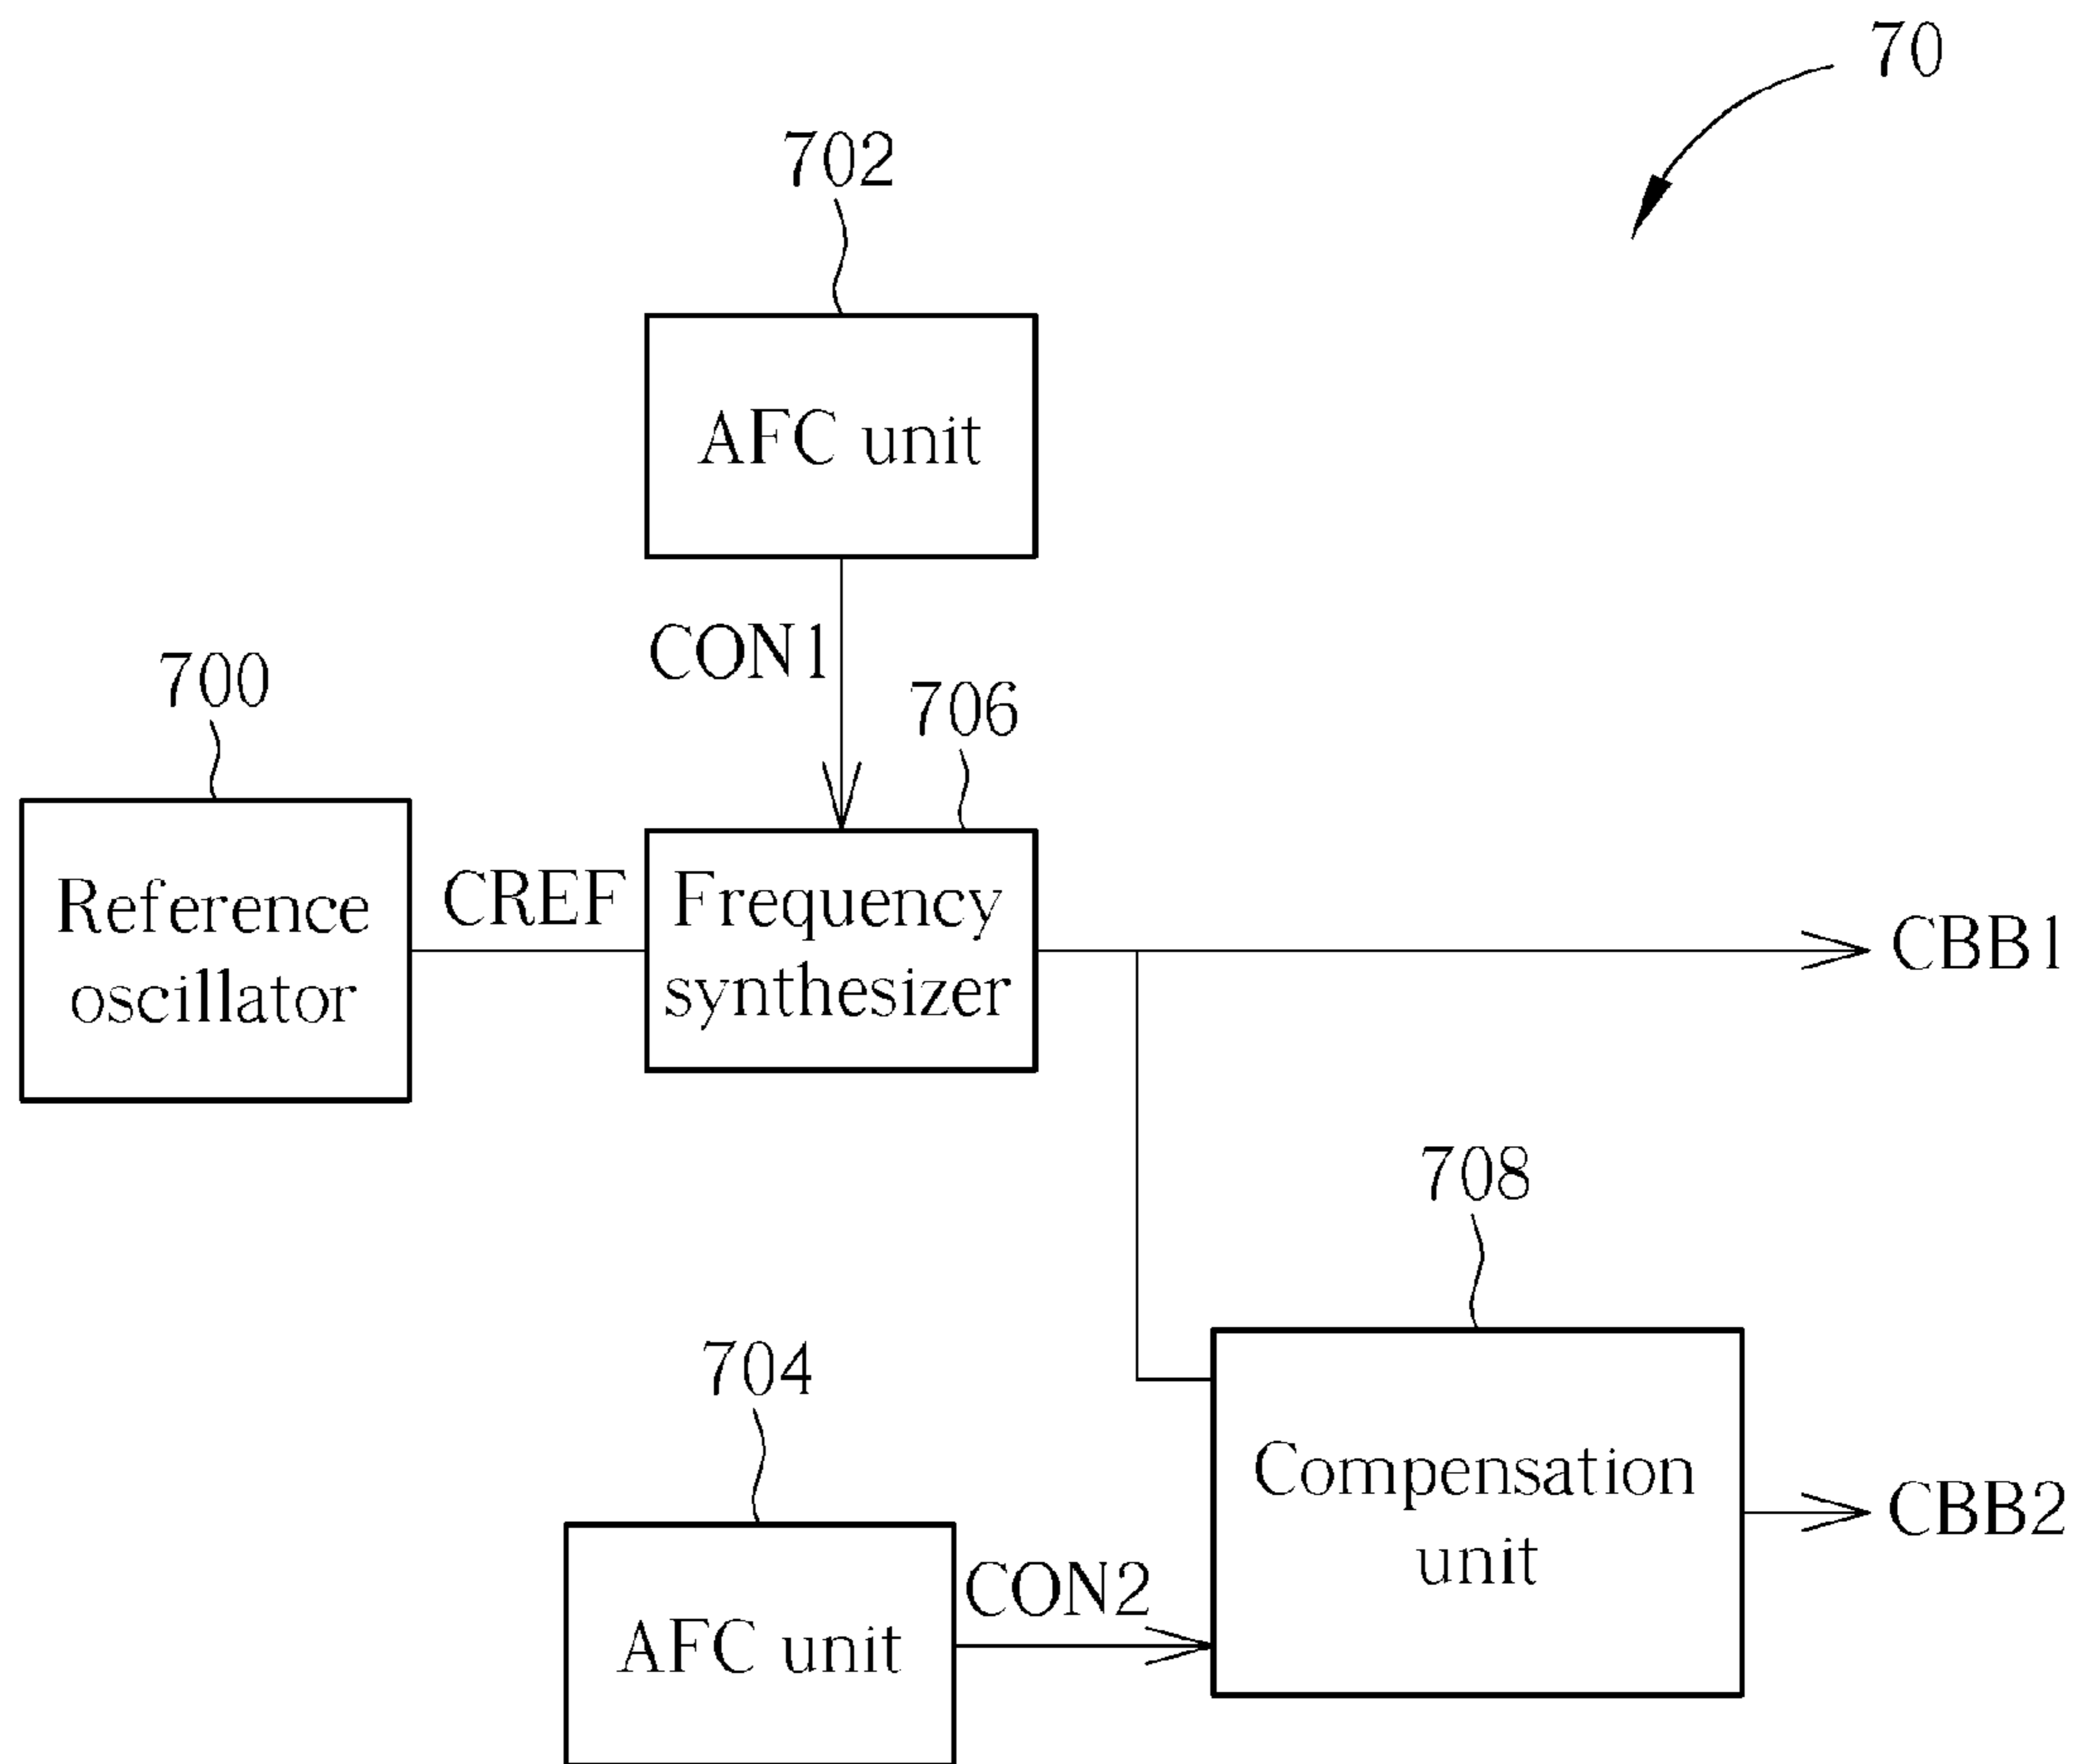 70
702
AFC unit
CON1
700
706
Reference
oscillator
CREF
Frequency
synthesizer
CBB1
708
704
Compensation
unit
CBB2
CON2
AFC unit